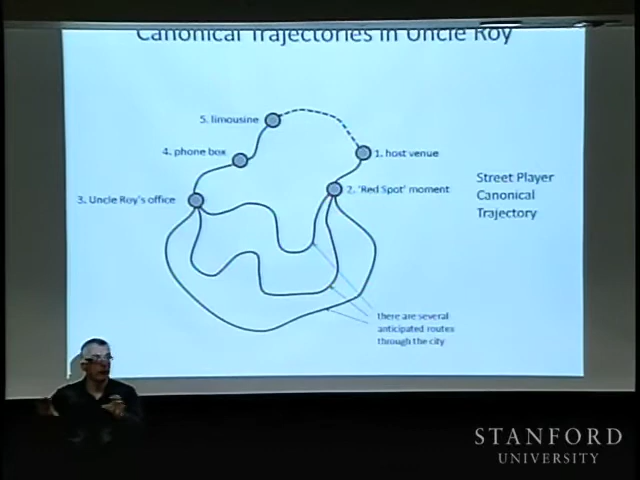 Canonical Trajectories in Uncle Roy
5. limousine
4. phone box
1. host venue
3. Uncle Roy's office
2. 'Red Spot' moment
Street Player
Canonical
Trajectory
there are several
anticipated routes
through the city
STANFORD
UNIVERSITY